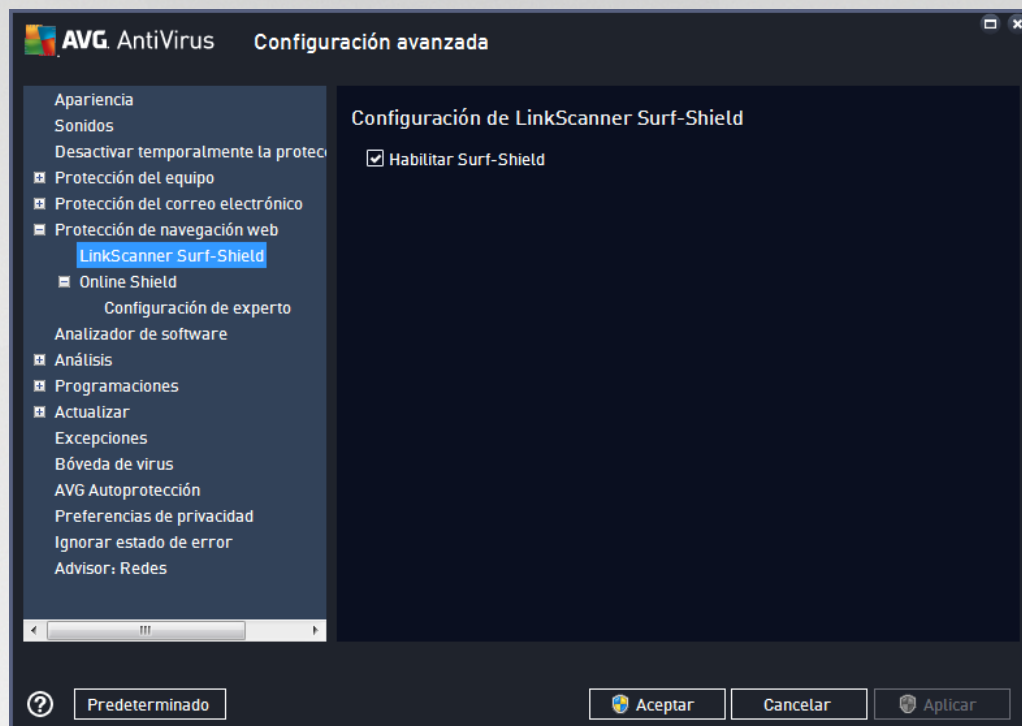 AVG. AntiVirus Configuración avanzada
Apariencia
Sonidos
Desactivar temporalmente la protec
Protección del equipo
Protección del correo electrónico
Protección de navegación web
LinkScanner Surf-Shield
Online Shield
Configuración de experto
Analizador de software
Análisis
Programaciones
Actualizar
Excepciones
Bóveda de virus
AVG Autoprotección
Preferencias de privacidad
Ignorar estado de error
Advisor: Redes
Configuración de LinkScanner Surf-Shield
Habilitar Surf-Shield
? Predeterminado Aceptar Cancelar Aplicar